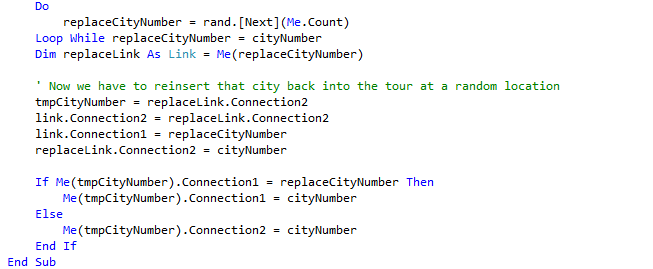 Do
replaceCityNumber = rand.[Next](Me.Count)
Loop While replaceCityNumber = cityNumber
Dim replaceLink As Link = Me(replaceCityNumber)
' Now we have to reinsert that city back into the tour at a random location
tmpCityNumber = replaceLink.Connection2
link.Connection2 = replaceLink.Connection2
link.Connection1 = replaceCityNumber
replaceLink.Connection2 = cityNumber
If Me(tmpCityNumber).Connection1 = replaceCityNumber Then
Me(tmpCityNumber).Connection1 = cityNumber
Else
Me(tmpCityNumber).Connection2 = cityNumber
End If
End Sub